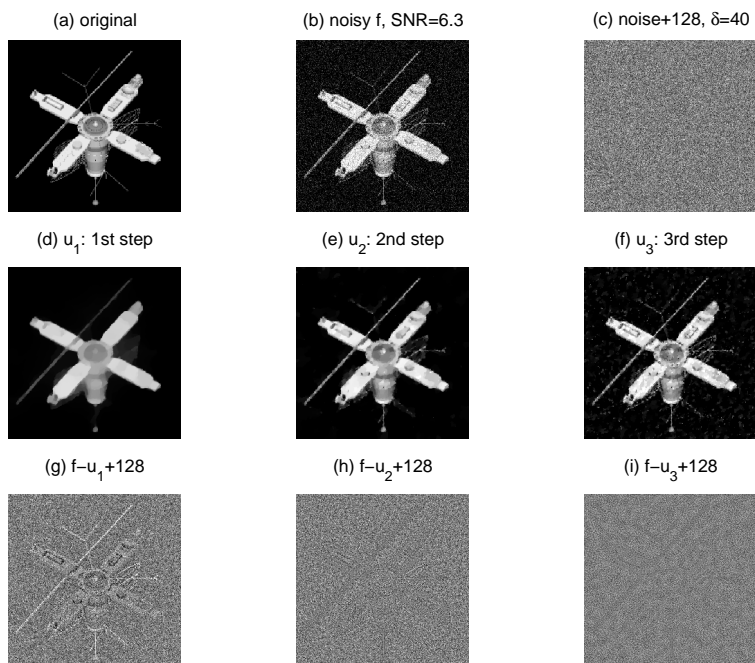 (a) original
(b) noisy f, SNR=6.3
(c) noise+128, δ=40
(d) u₁: 1st step
(e) u₂: 2nd step
(f) u₃: 3rd step
(g) f−u₁+128
(h) f−u₂+128
(i) f−u₃+128